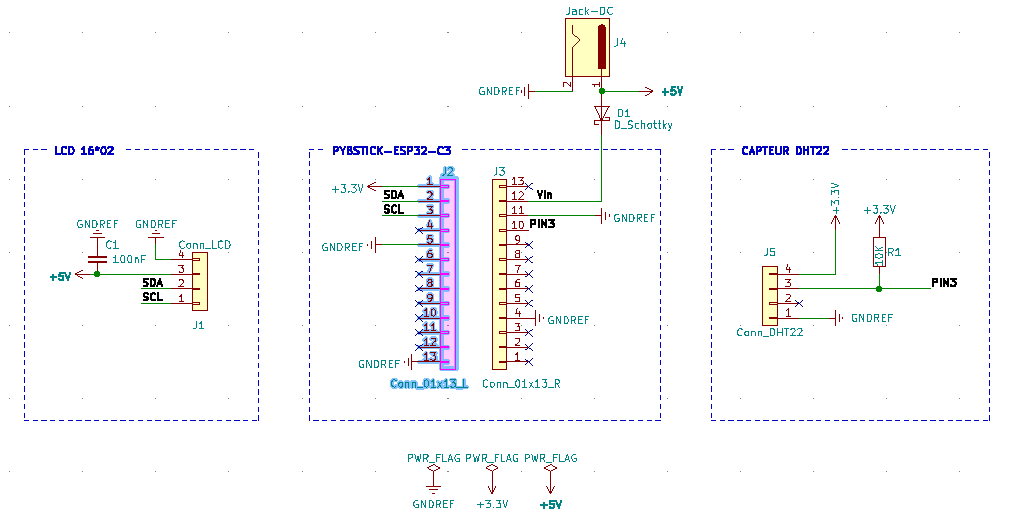 Jack-DC
J4
GNDREF
2
1
+5V
D1
D_Schottky
LCD 16*02
GNDREF
GNDREF
C1
100nF
Conn_LCD
+5V
SDA
SCL
4
3
2
1
J1
PYBSTICK-ESP32-C3
J2
+3.3V
SDA
SCL
GNDREF
GNDREF
1
2
3
4
5
6
7
8
9
10
11
12
13
Conn_01x13_L
J3
13
12
11
10
9
8
7
6
5
4
3
2
1
Vin
GNDREF
PIN3
GNDREF
Conn_01x13_R
CAPTEUR DHT22
+3.3V
+3.3V
R1
10K
J5
4
3
2
1
PIN3
GNDREF
Conn_DHT22
PWR_FLAG PWR_FLAG PWR_FLAG
GNDREF +3.3V +5V